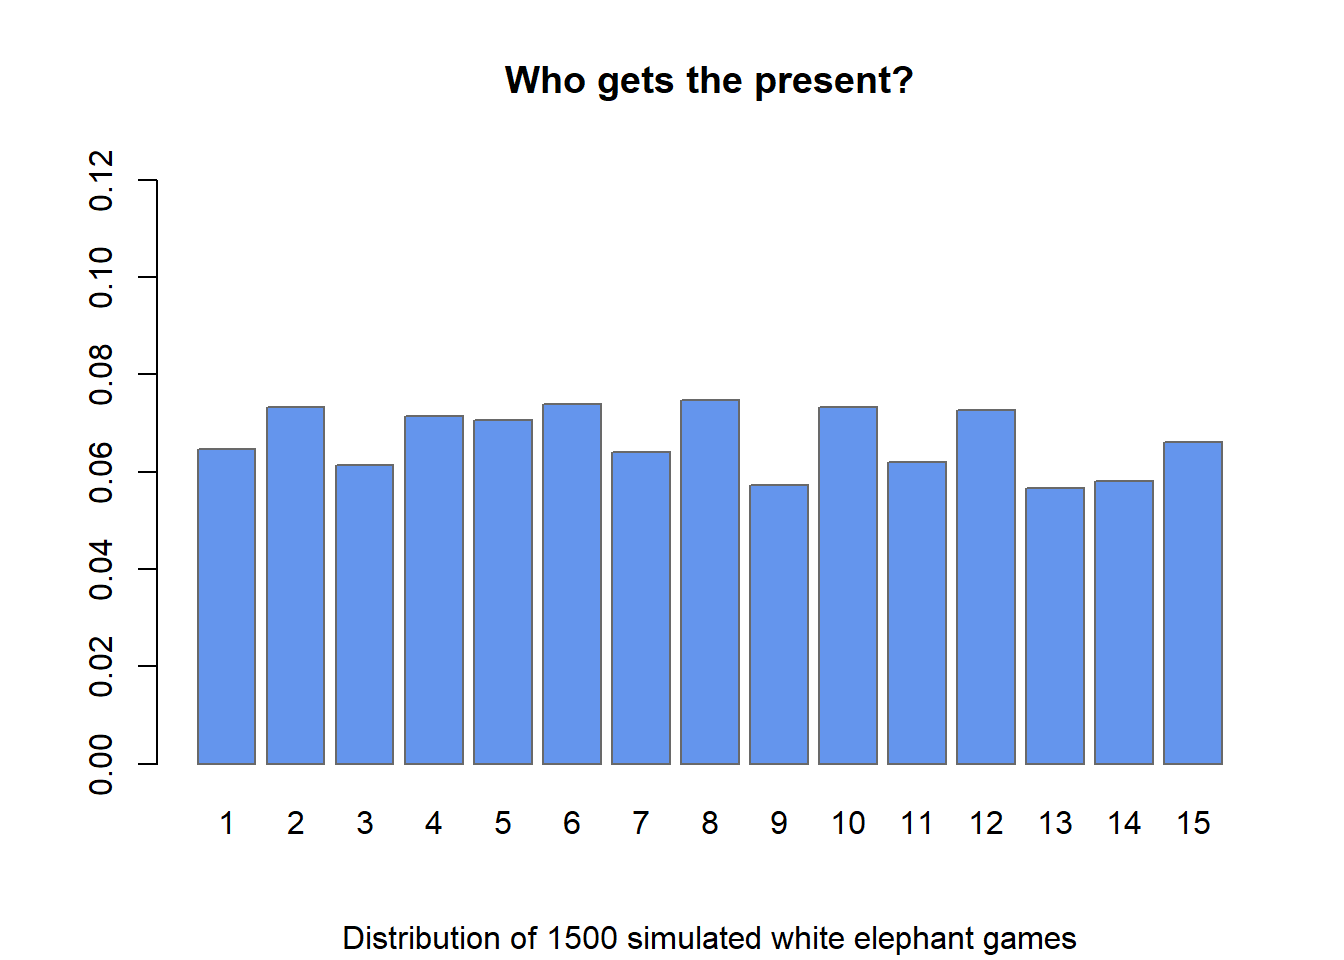 Who gets the present?
0.12
0.10
0.08
0.06
0.04
0.02
0.00
1 2 3 4 5 6 7 8 9 10 11 12 13 14 15
Distribution of 1500 simulated white elephant games